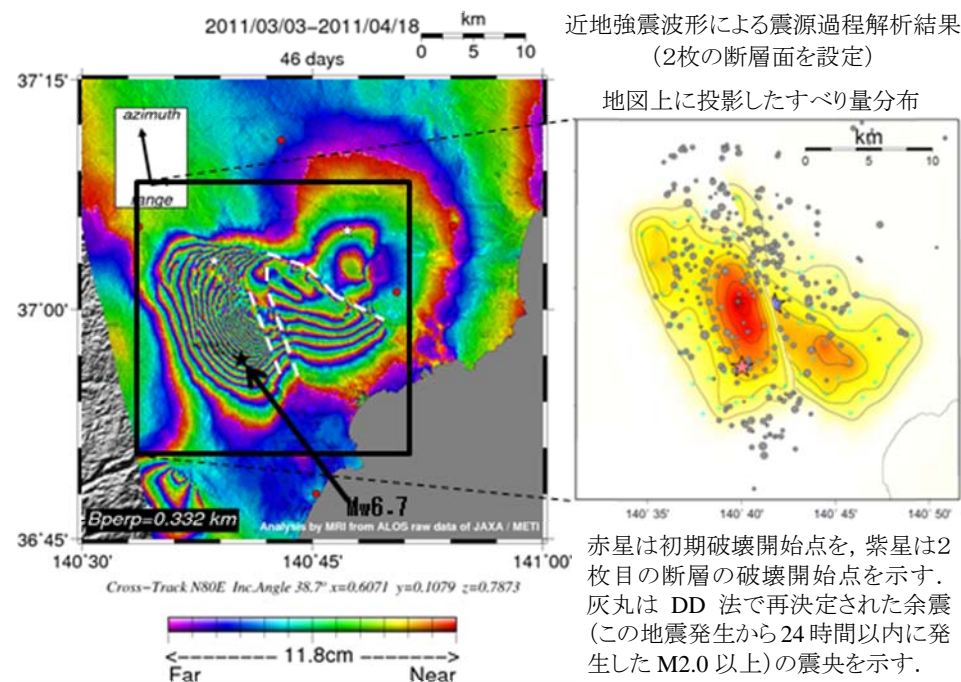 2011/03/03−2011/04/18
46 days
km
0 5 10
37°15'
37°00'
36°45'
140°30'
140°45'
141°00'
azimuth
range
Mw6.7
Bperp=0.332 km
Analysis by MRI from ALOS raw data of JAXA / METI
Cross−Track N80E Inc.Angle 38.7° x=0.6071 y=0.1079 z=0.7873
<---------- 11.8cm ---------->
Far Near
近地強震波形による震源過程解析結果
(2枚の断層面を設定)
地図上に投影したすべり量分布
km
0 5 10
140° 35' 140° 40' 140° 45' 140° 50'
赤星は初期破壊開始点を, 紫星は2
枚目の断層の破壊開始点を示す.
灰丸は DD 法で再決定された余震
(この地震発生から24時間以内に発
生した M2.0 以上)の震央を示す.